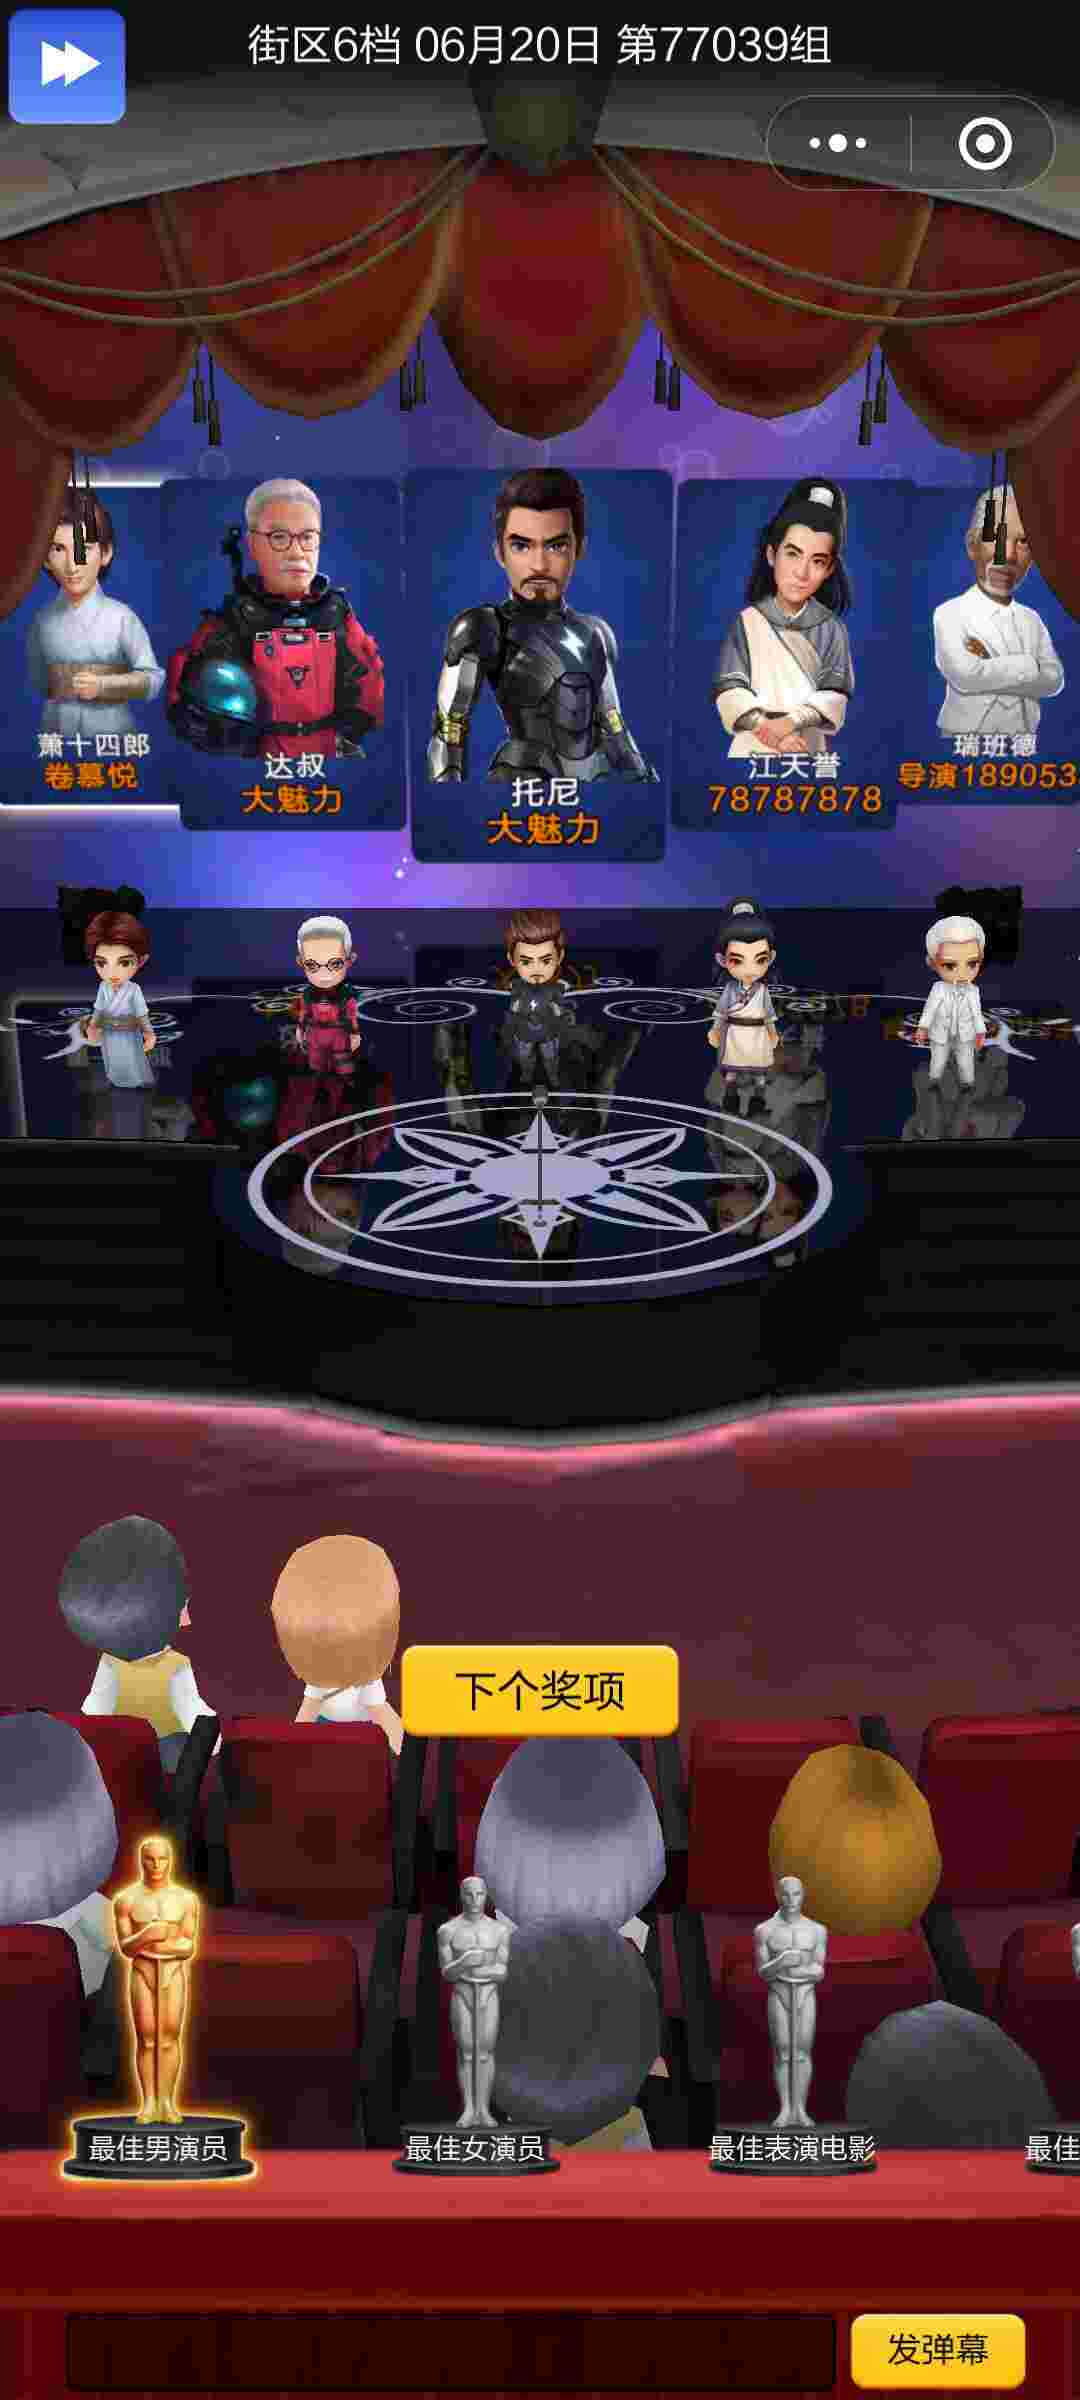 街区6档 06月20日 第77039组
萧十四郎
卷慕悦
达叔
大魅力
托尼
大魅力
江天誉
78787878
瑞班德
导演189053
下个奖项
最佳男演员
最佳女演员
最佳表演电影
最佳
发弹幕